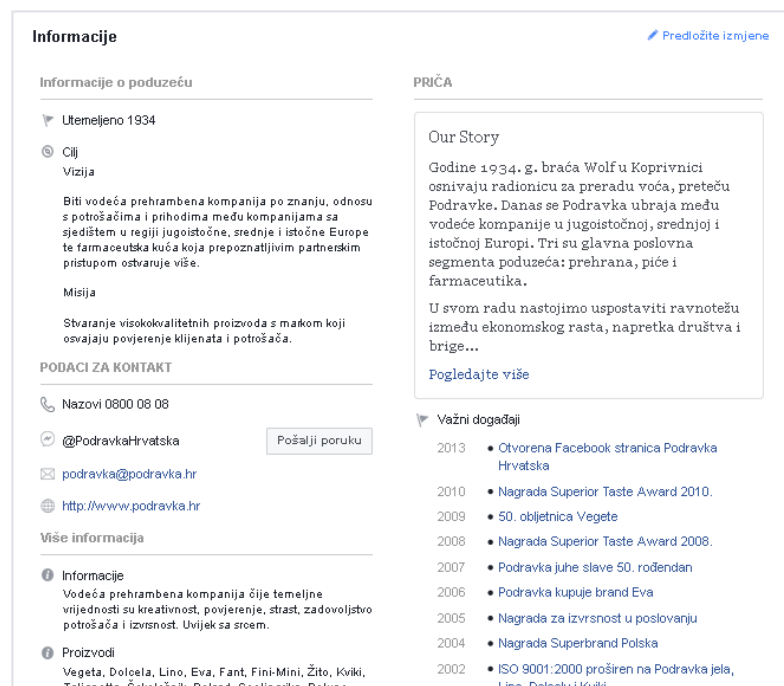 Informacije
Predložite izmjene
Informacije o poduzeću
Utemeljeno 1934
Cilj
Vizija
Biti vodeća prehrambena kompanija po znanju, odnosu
s potrošačima i prihodima među kompanijama sa
sjedištem u regiji jugoistočne, srednje i istočne Europe
te farmaceutska kuća koja prepoznatljivim partnerskim
pristupom ostvaruje više.
Misija
Stvaranje visokokvalitetnih proizvoda s markom koji
osvajaju povjerenje klijenata i potrošača.
PODACI ZA KONTAKT
Nazovi 0800 08 08
@PodravkaHrvatska
Pošalji poruku
podravka@podravka.hr
http://www.podravka.hr
Više informacija
Informacije
Vodeća prehrambena kompanija čije temeljne
vrijednosti su kreativnost, povjerenje, strast, zadovoljstvo
potrošača i izvrsnost. Uvijek sa srcem.
Proizvodi
Vegeta, Dolcela, Lino, Eva, Fant, Fini-Mini, Žito, Kviki,
PRIČA
Our Story
Godine 1934. g. braća Wolf u Koprivnici
osnivaju radionicu za preradu voća, preteču
Podravke. Danas se Podravka ubraja među
vodeće kompanije u jugoistočnoj, srednjoj i
istočnoj Europi. Tri su glavna poslovna
segmenta poduzeća: prehrana, piće i
farmaceutika.
U svom radu nastojimo uspostaviti ravnotežu
između ekonomskog rasta, napretka društva i
brige...
Pogledajte više
Važni događaji
2013 • Otvorena Facebook stranica Podravka
Hrvatska
2010 • Nagrada Superior Taste Award 2010.
2009 • 50. obljetnica Vegete
2008 • Nagrada Superior Taste Award 2008.
2007 • Podravka juhe slave 50. rođendan
2006 • Podravka kupuje brand Eva
2005 • Nagrada za izvrsnost u poslovanju
2004 • Nagrada Superbrand Polska
2002 • ISO 9001:2000 proširen na Podravka jela,